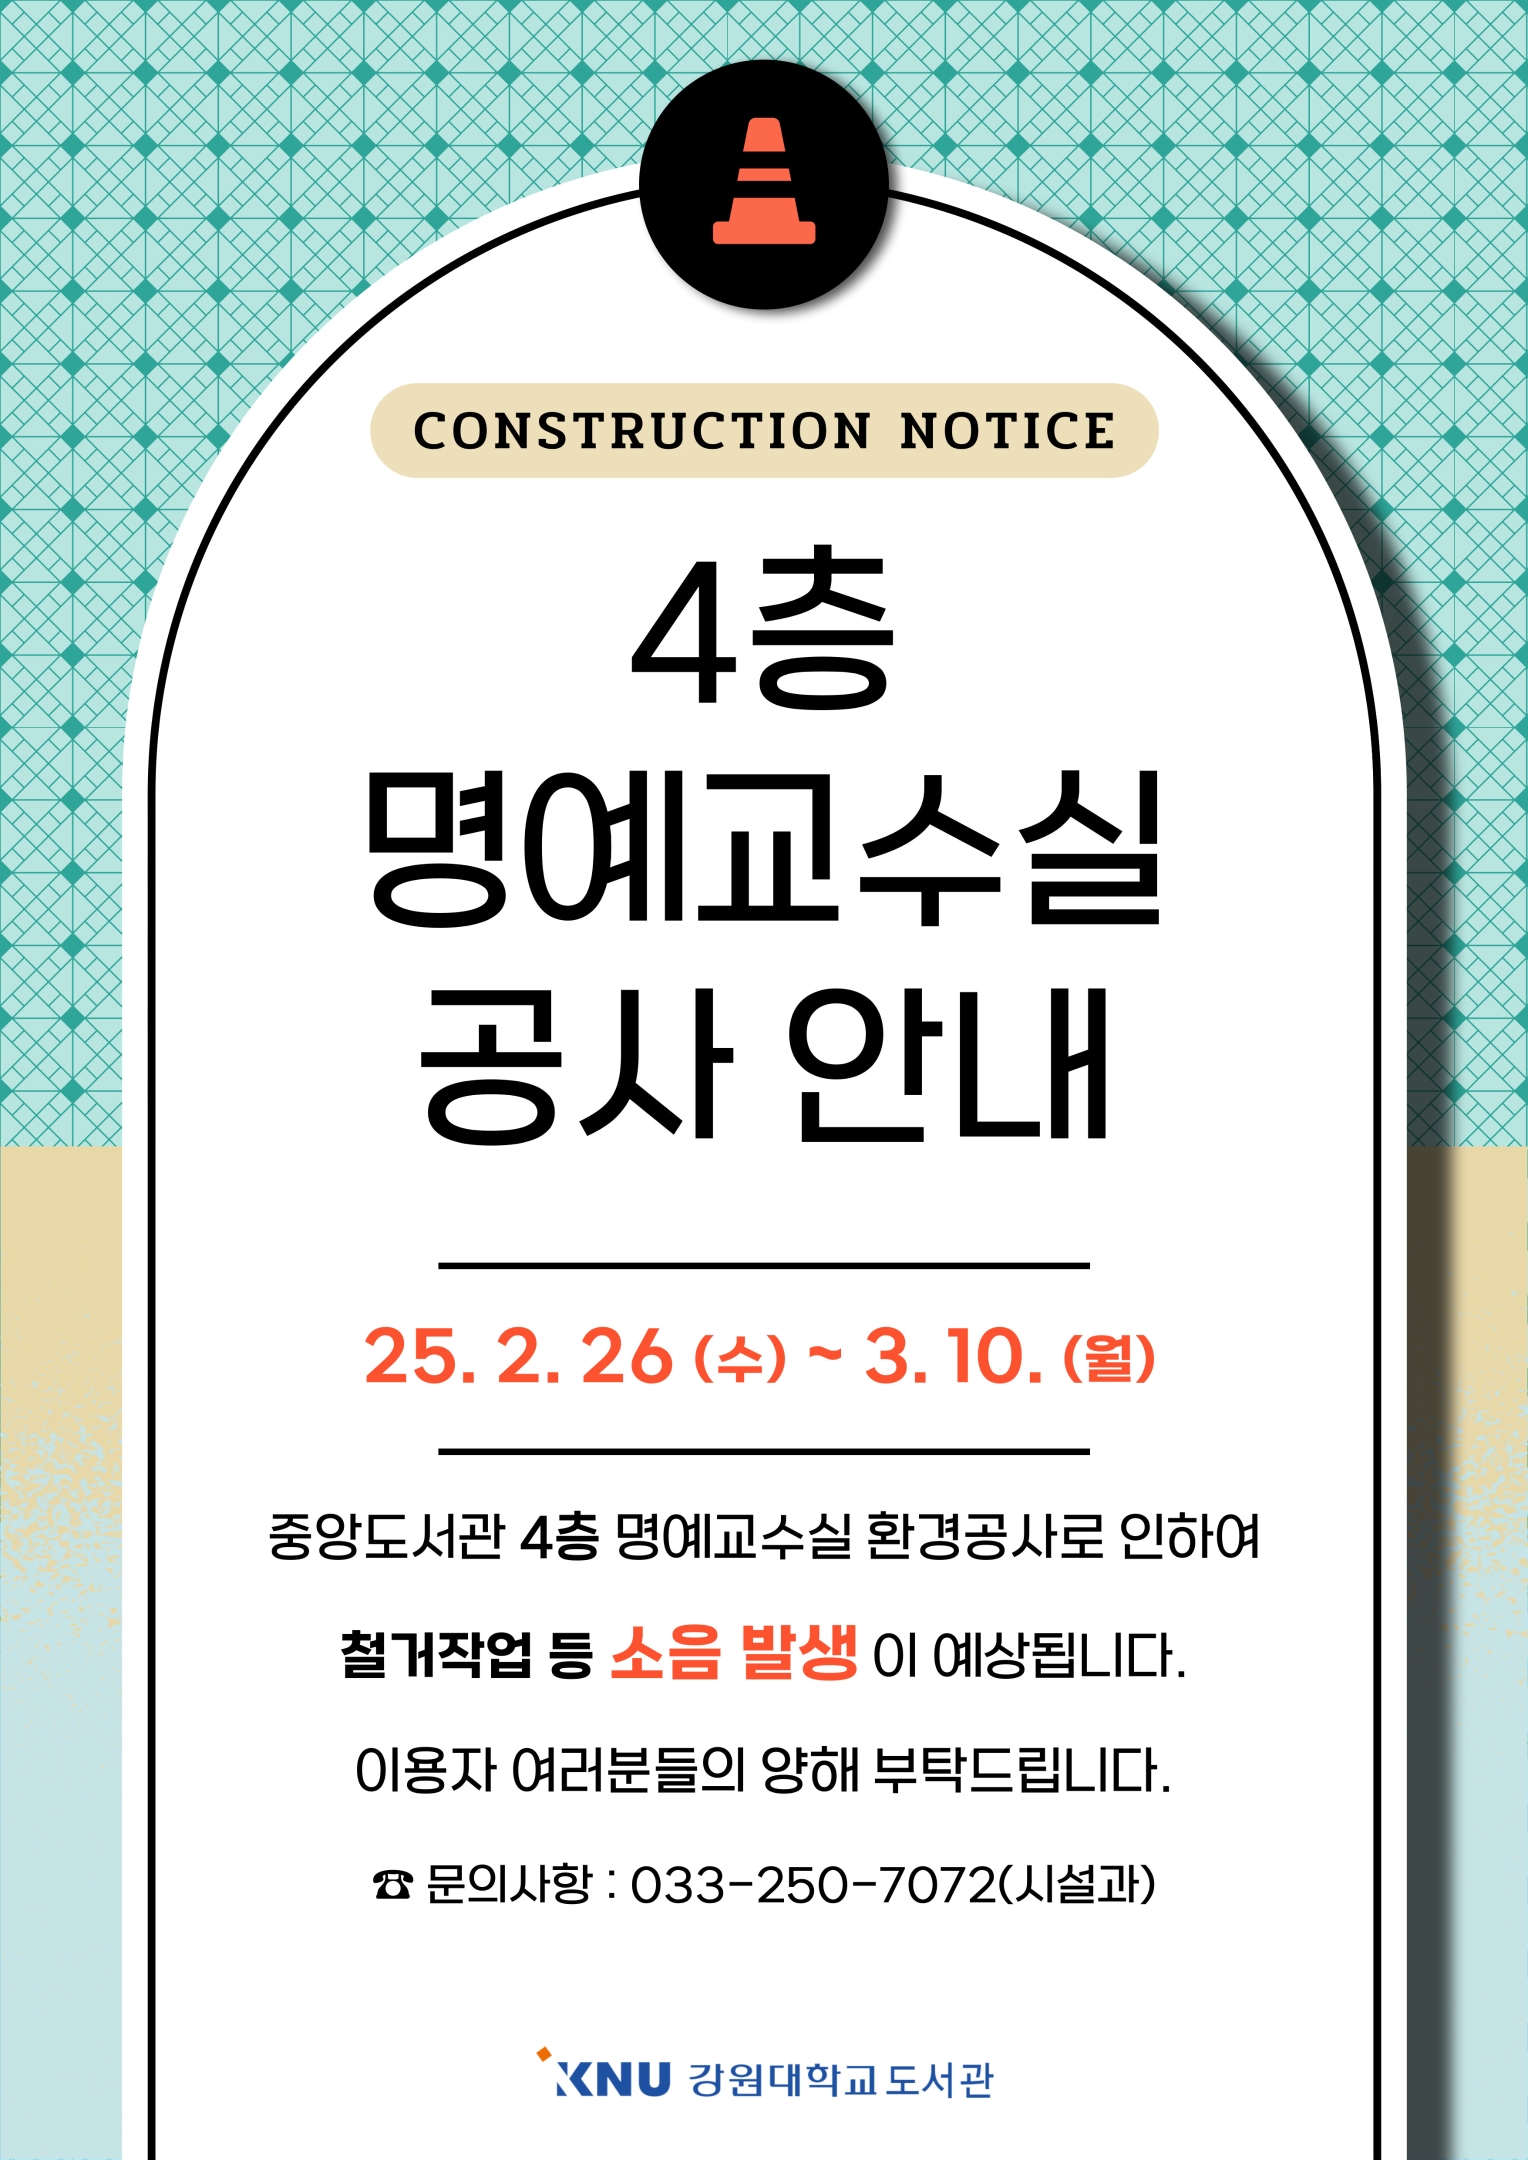 CONSTRUCTION NOTICE
4층
명예교수실
공사 안내
25. 2. 26 (수) ~ 3. 10. (월)
중앙도서관 4층 명예교수실 환경공사로 인하여
철거작업 등 소음 발생 이 예상됩니다.
이용자 여러분들의 양해 부탁드립니다.
☎ 문의사항 : 033-250-7072(시설과)
KNU 강원대학교도서관